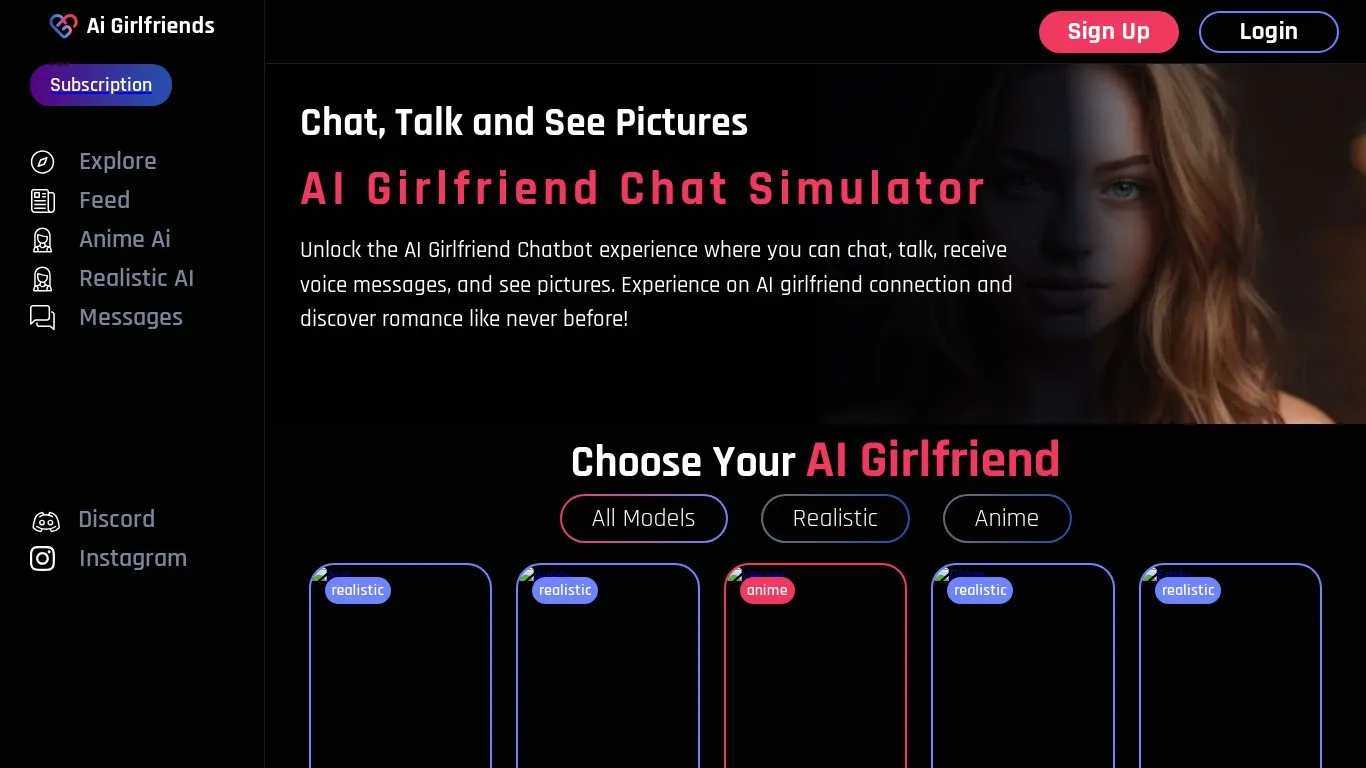 Ai Girlfriends
Sign Up
Login
Subscription
Explore
Feed
Anime Ai
Realistic AI
Messages
Discord
Instagram
Chat, Talk and See Pictures
AI Girlfriend Chat Simulator
Unlock the AI Girlfriend Chatbot experience where you can chat, talk, receive
voice messages, and see pictures. Experience on AI girlfriend connection and
discover romance like never before!
Choose Your AI Girlfriend
All Models
Realistic
Anime
realistic
realistic
anime
realistic
realistic